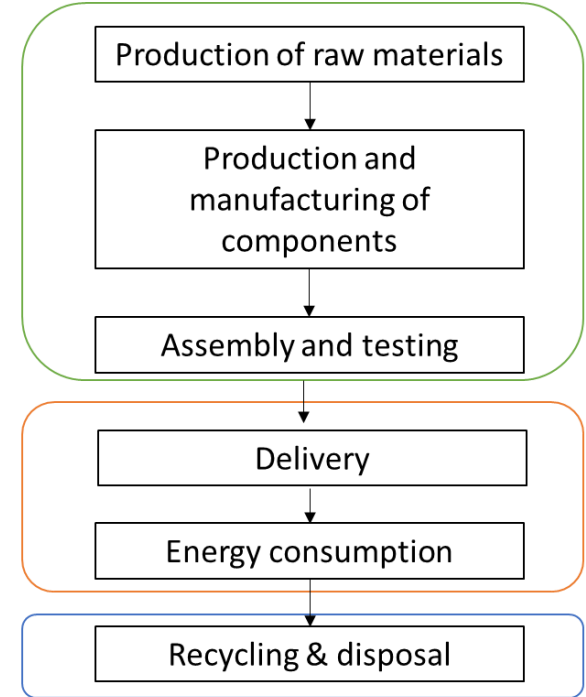 Production of raw materials
Production and
manufacturing of
components
Assembly and testing
Delivery
Energy consumption
Recycling & disposal